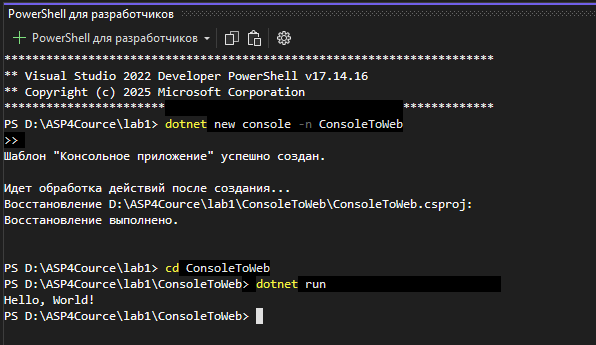 PowerShell для разработчиков
PowerShell для разработчиков
**********************************************************************
** Visual Studio 2022 Developer PowerShell v17.14.16
** Copyright (c) 2025 Microsoft Corporation
**********************************************************************
PS D:\ASP4Cource\lab1> dotnet new console -n ConsoleToWeb
>>
Шаблон "Консольное приложение" успешно создан.
Идет обработка действий после создания...
Восстановление D:\ASP4Cource\lab1\ConsoleToWeb\ConsoleToWeb.csproj:
Восстановление выполнено.
PS D:\ASP4Cource\lab1> cd ConsoleToWeb
PS D:\ASP4Cource\lab1\ConsoleToWeb> dotnet run
Hello, World!
PS D:\ASP4Cource\lab1\ConsoleToWeb>